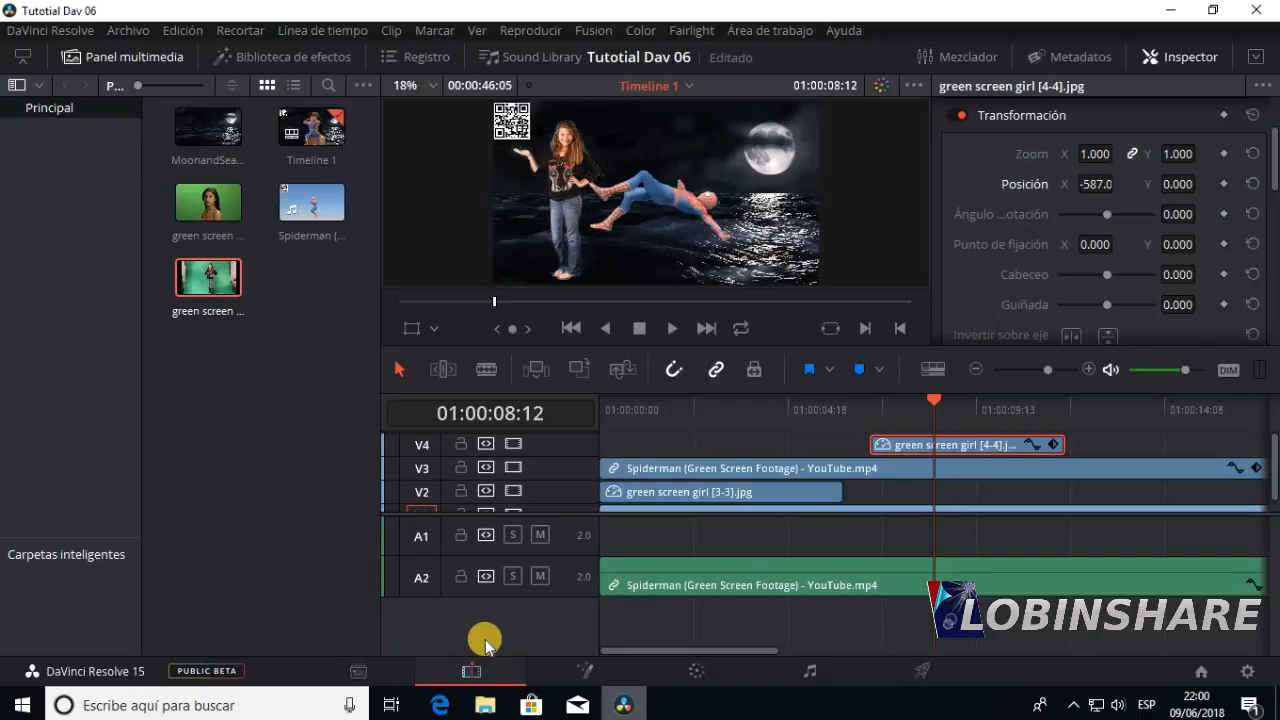 Tutotial Dav 06
DaVinci Resolve Archivo Edición Recortar Línea de tiempo Clip Marcar Ver Reproducir Fusion Color Fairlight Área de trabajo Ayuda
Panel multimedia Biblioteca de efectos Registro Sound Library Tutotial Dav 06 Editado Mezclador Metadatos Inspector
P... 18% 00:00:46:05 Timeline 1 01:00:08:12 green screen girl [4-4].jpg
Principal
Transformación
MoonandSea... Timeline 1
Zoom X 1.000 Y 1.000
Posición X -587.0 Y 0.000
Ángulo ...otación 0.000
green screen ... Spiderman (...
Punto de fijación X 0.000 Y 0.000
Cabeceo 0.000
Guiñada 0.000
green screen ...
Invertir sobre eje
DIM
01:00:08:12 01:00:00:00 01:00:04:18 01:00:09:13 01:00:14:08
V4 green screen girl [4-4].j...
V3 Spiderman (Green Screen Footage) - YouTube.mp4
V2 green screen girl [3-3].jpg
A1 S M 2.0
Carpetas inteligentes
A2 S M 2.0 Spiderman (Green Screen Footage) - YouTube.mp4
LOBINSHARE
DaVinci Resolve 15 PUBLIC BETA
Escribe aquí para buscar ESP 22:00
09/06/2018 1